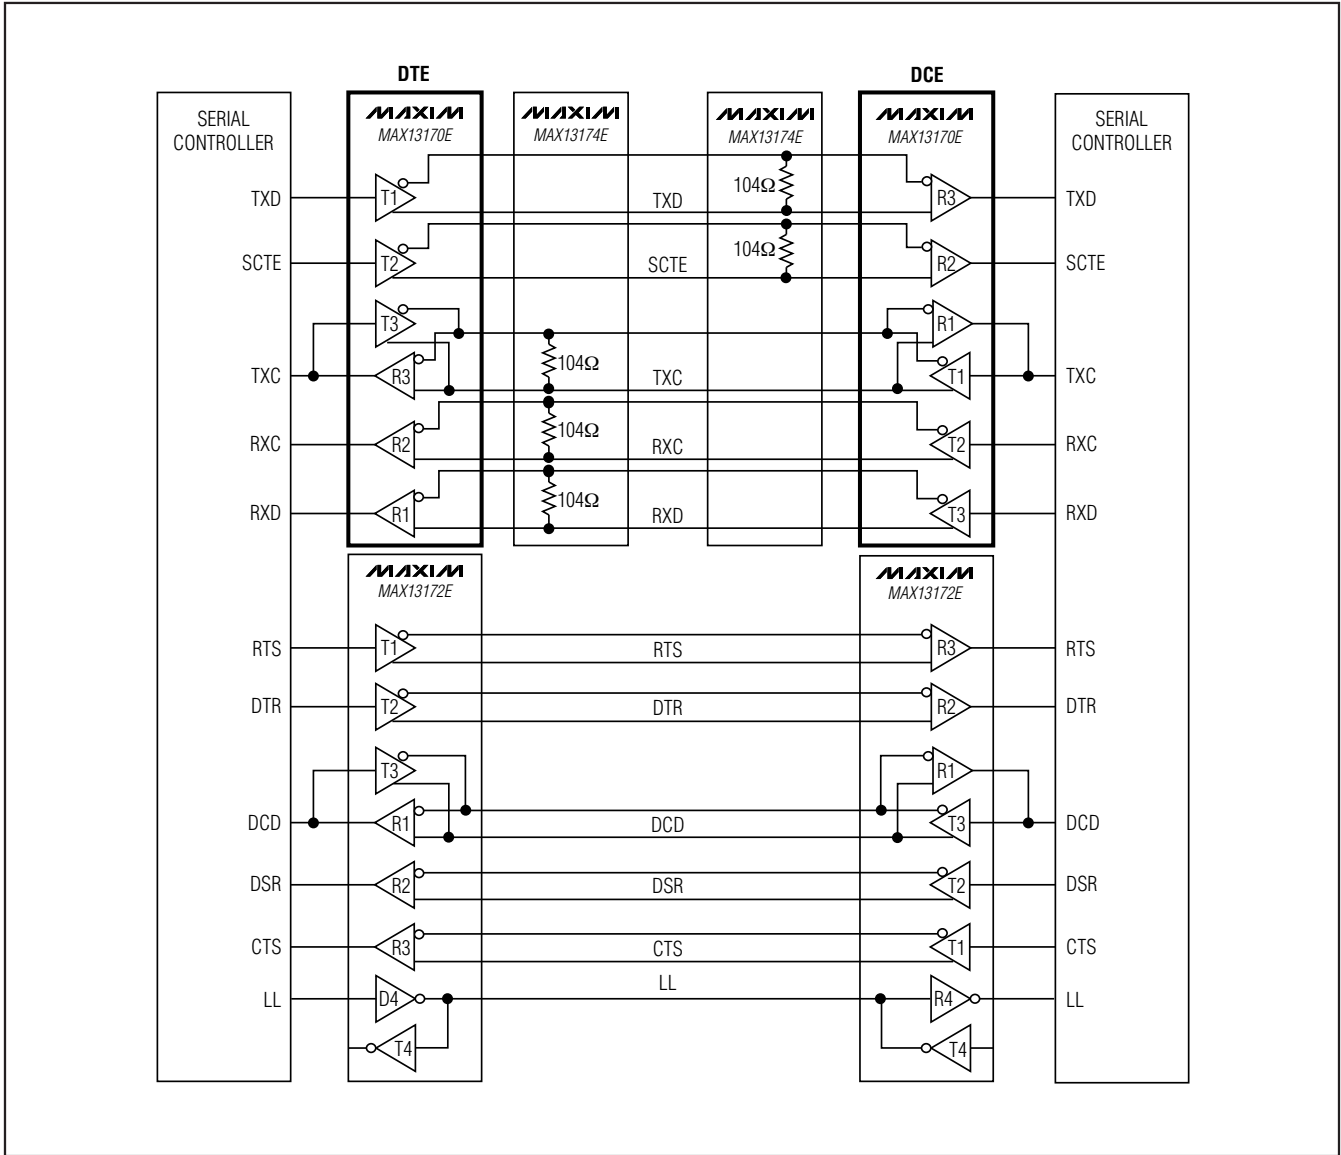 DTE
DCE
SERIAL
CONTROLLER
MAXIM
MAX13170E
MAXIM
MAX13174E
MAXIM
MAX13174E
MAXIM
MAX13170E
SERIAL
CONTROLLER
TXD
T1
TXD
104Ω
R3
TXD
SCTE
T2
SCTE
104Ω
R2
SCTE
T3
R1
TXC
R3
104Ω
TXC
T1
TXC
RXC
R2
104Ω
RXC
T2
RXC
RXD
R1
104Ω
RXD
T3
RXD
MAXIM
MAX13172E
MAXIM
MAX13172E
RTS
T1
RTS
R3
RTS
DTR
T2
DTR
R2
DTR
T3
R1
DCD
R1
DCD
T3
DCD
DSR
R2
DSR
T2
DSR
CTS
R3
CTS
T1
CTS
LL
D4
LL
R4
LL
T4
T4